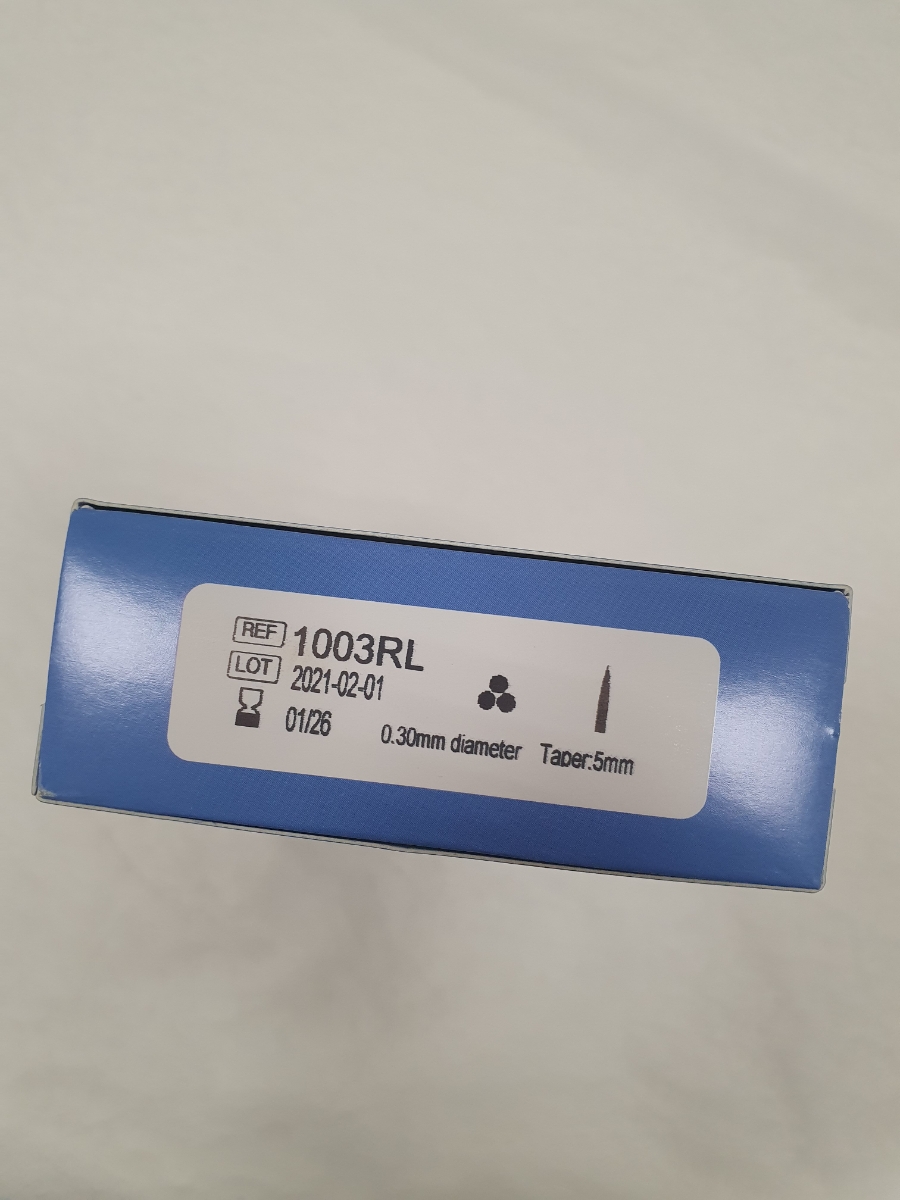 REF 1003RL
LOT 2021-02-01
01/26
0.30mm diameter Taper:5mm